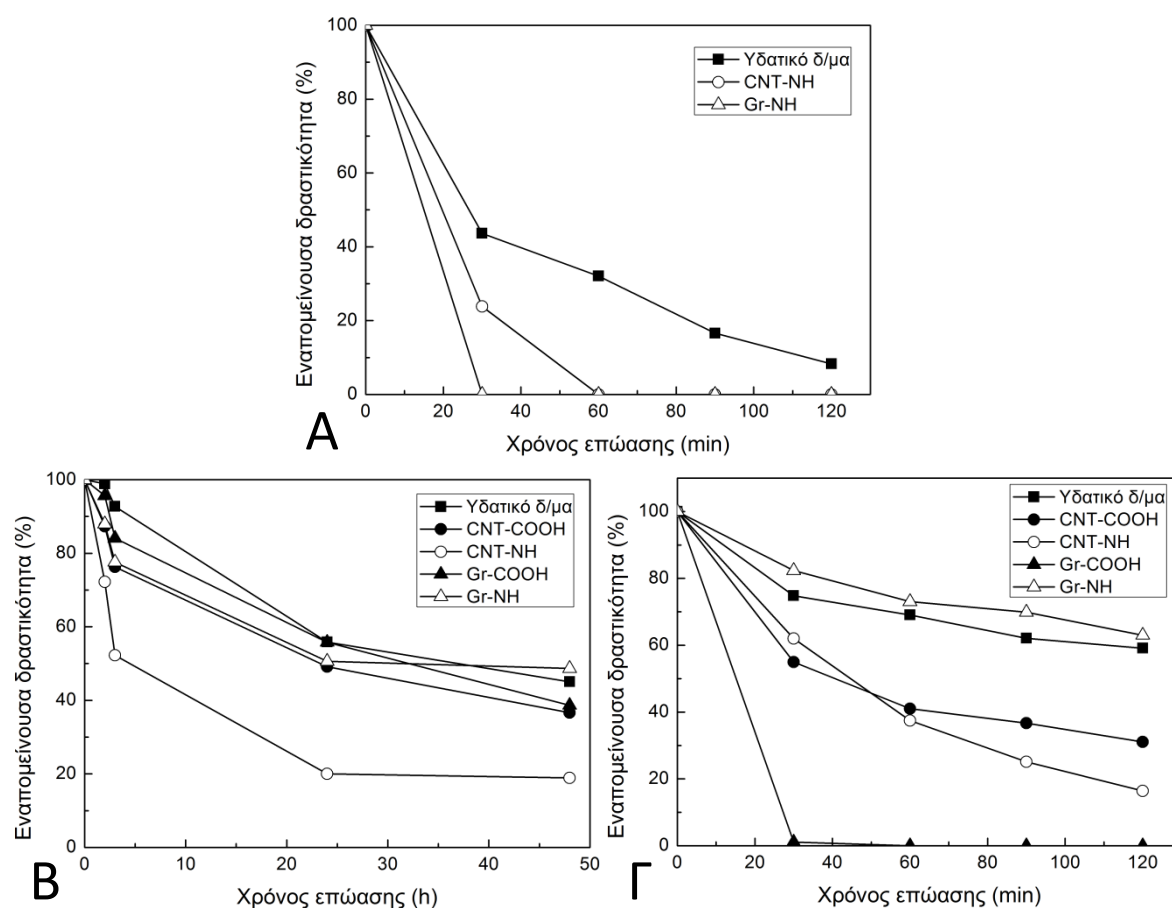 Εναπομείνουσα δραστικότητα (%)
100
80
60
40
20
0
Υδατικό δ/μα
CNT-NH
Gr-NH
0 20 40 60 80 100 120
Χρόνος επώασης (min)
A
Εναπομείνουσα δραστικότητα (%)
100
80
60
40
20
0
Υδατικό δ/μα
CNT-COOH
CNT-NH
Gr-COOH
Gr-NH
0 10 20 30 40 50
Χρόνος επώασης (h)
B
Εναπομείνουσα δραστικότητα (%)
100
80
60
40
20
0
Υδατικό δ/μα
CNT-COOH
CNT-NH
Gr-COOH
Gr-NH
0 20 40 60 80 100 120
Χρόνος επώασης (min)
Γ